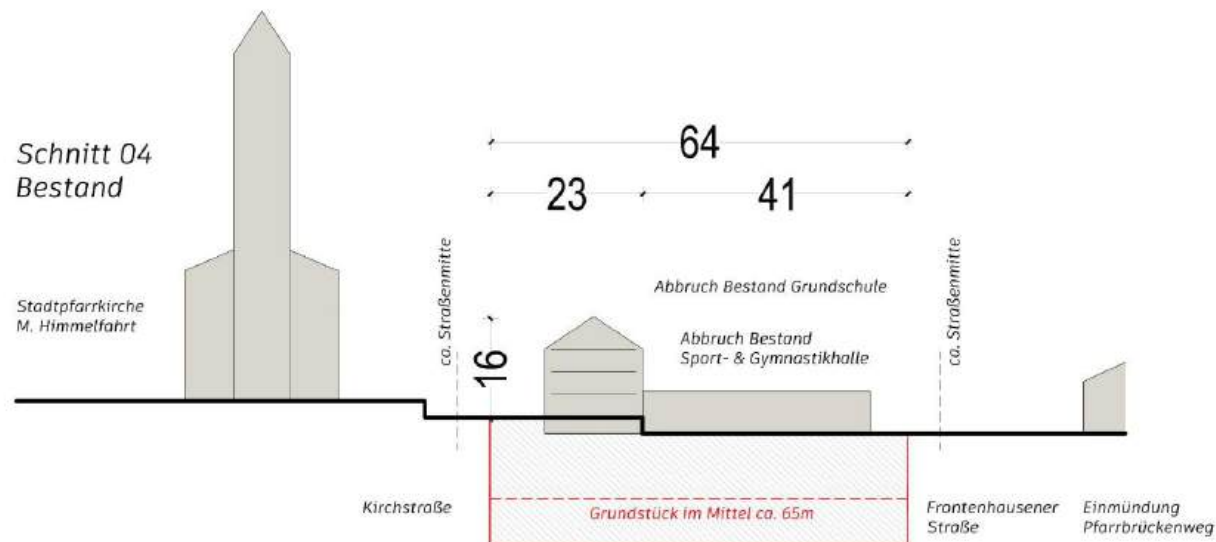 Schnitt 04
Bestand
64
23
41
ca. Straßenmitte
ca. Straßenmitte
Abbruch Bestand Grundschule
Stadtpfarrkirche
M. Himmelfahrt
16
Abbruch Bestand
Sport- & Gymnastikhalle
Kirchstraße
Grundstück im Mittel ca. 65m
Frontenhausener
Straße
Einmündung
Pfarrbrückenweg